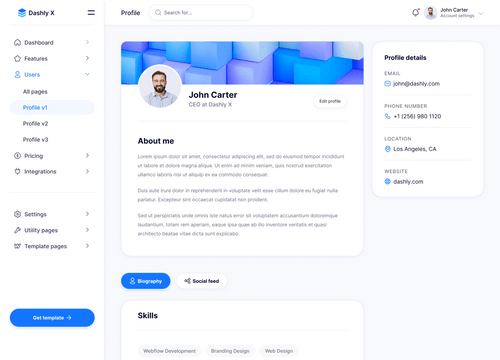 Dashly X
Profile
Search for...
John Carter
Account settings
Dashboard
Features
Users
All pages
Profile v1
Profile v2
Profile v3
Pricing
Integrations
Settings
Utility pages
Template pages
Get template
John Carter
CEO at Dashly X
Edit profile
About me
Lorem ipsum dolor sit amet, consectetur adipiscing elit, sed do eiusmod tempor incididunt
ut labore et dolore magna aliqua. Ut enim ad minim veniam, quis nostrud exercitation
ullamco laboris nisi ut aliquip ex ea commodo consequat.
Duis aute irure dolor in reprehenderit in voluptate velit esse cillum dolore eu fugiat nulla
pariatur. Excepteur sint occaecat cupidatat non proident.
Sed ut perspiciatis unde omnis iste natus error sit voluptatem accusantium doloremque
laudantium, totam rem aperiam, eaque ipsa quae ab illo inventore veritatis et quasi
architecto beatae vitae dicta sunt explicabo.
Biography
Social feed
Skills
Webflow Development
Branding Design
Web Design
Profile details
EMAIL
john@dashly.com
PHONE NUMBER
+1 (256) 980 1120
LOCATION
Los Angeles, CA
WEBSITE
dashly.com